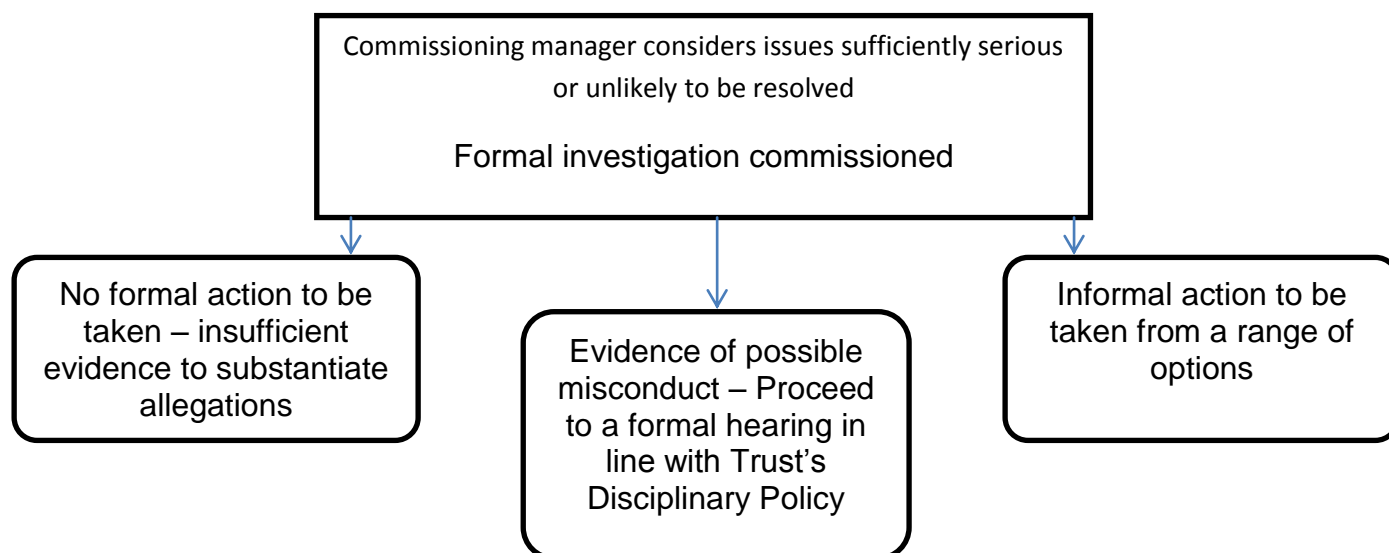 Commissioning manager considers issues sufficiently serious
or unlikely to be resolved
Formal investigation commissioned
No formal action to be
taken – insufficient
evidence to substantiate
allegations
Evidence of possible
misconduct – Proceed
to a formal hearing in
line with Trust’s
Disciplinary Policy
Informal action to be
taken from a range of
options